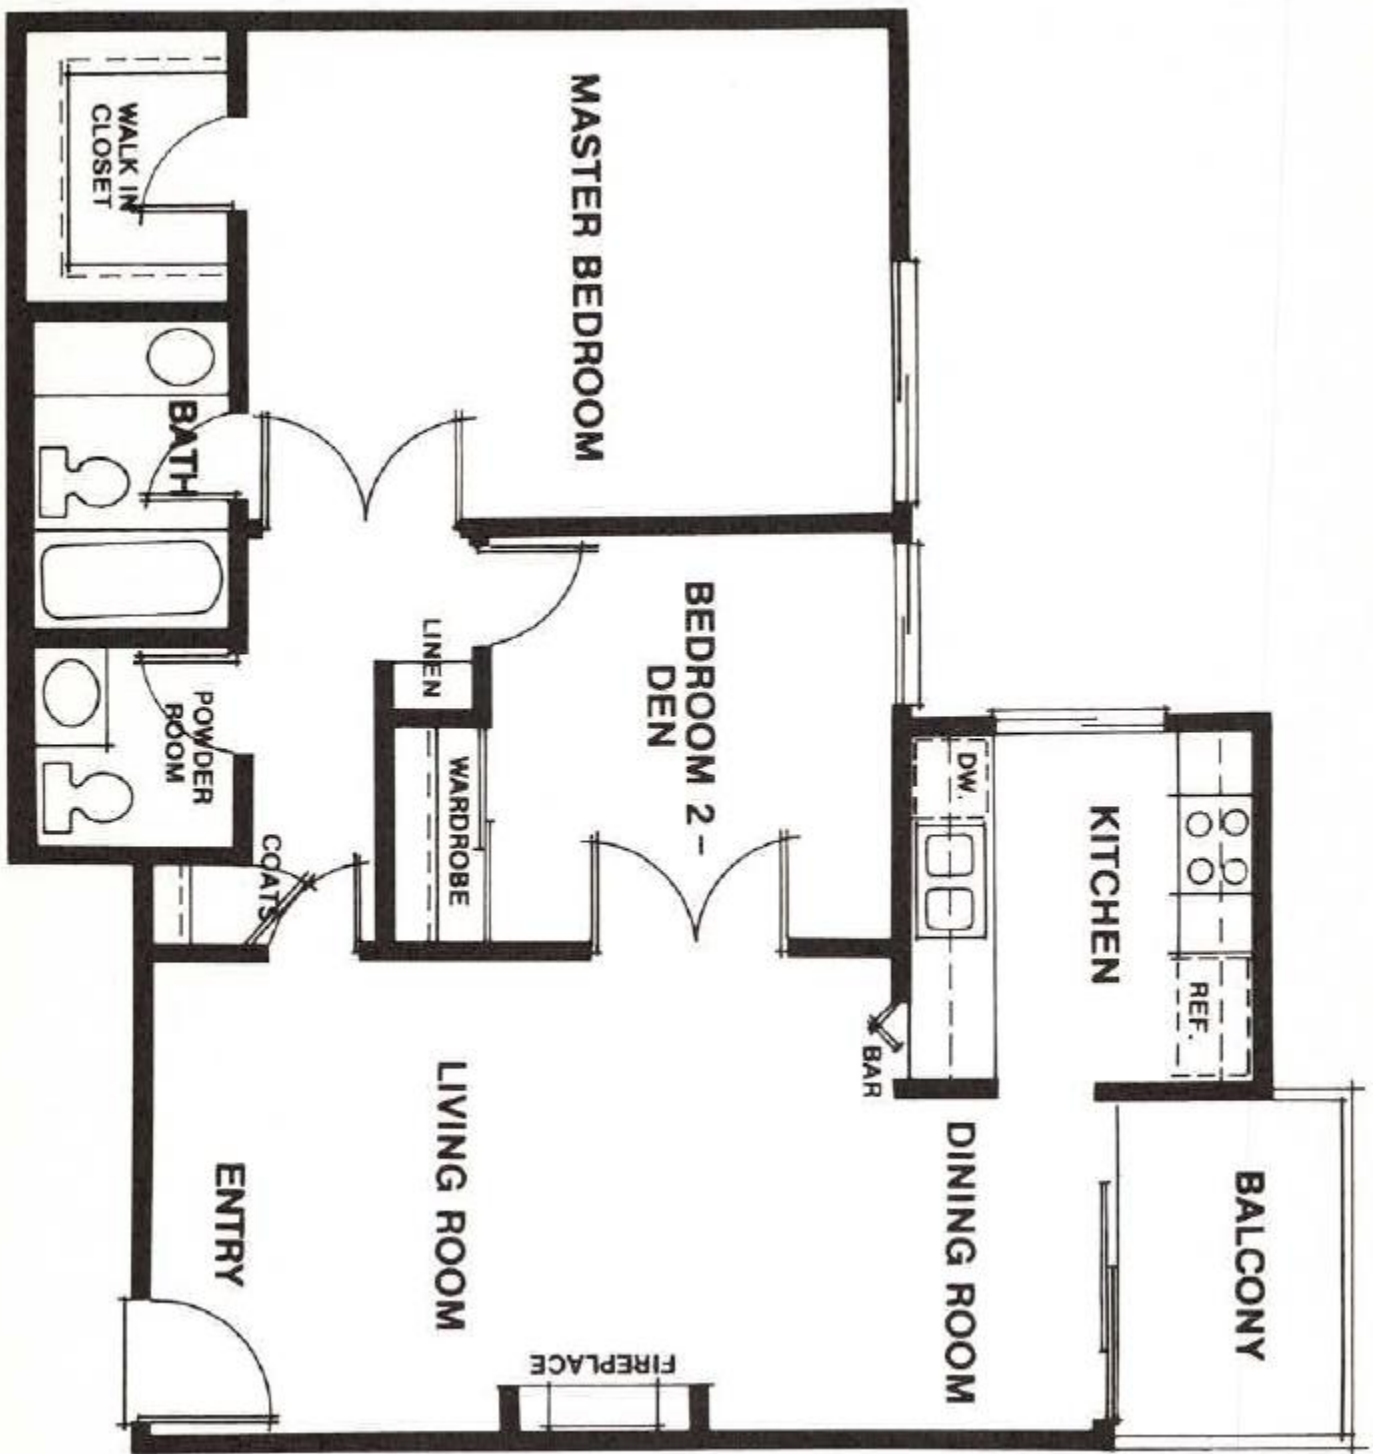 MASTER BEDROOM
WALK IN
CLOSET
BATH
LINEN
BEDROOM 2 -
DEN
POWDER
ROOM
WARDROBE
COATS
DW.
KITCHEN
REF.
BAR
LIVING ROOM
DINING ROOM
BALCONY
ENTRY
FIREPLACE